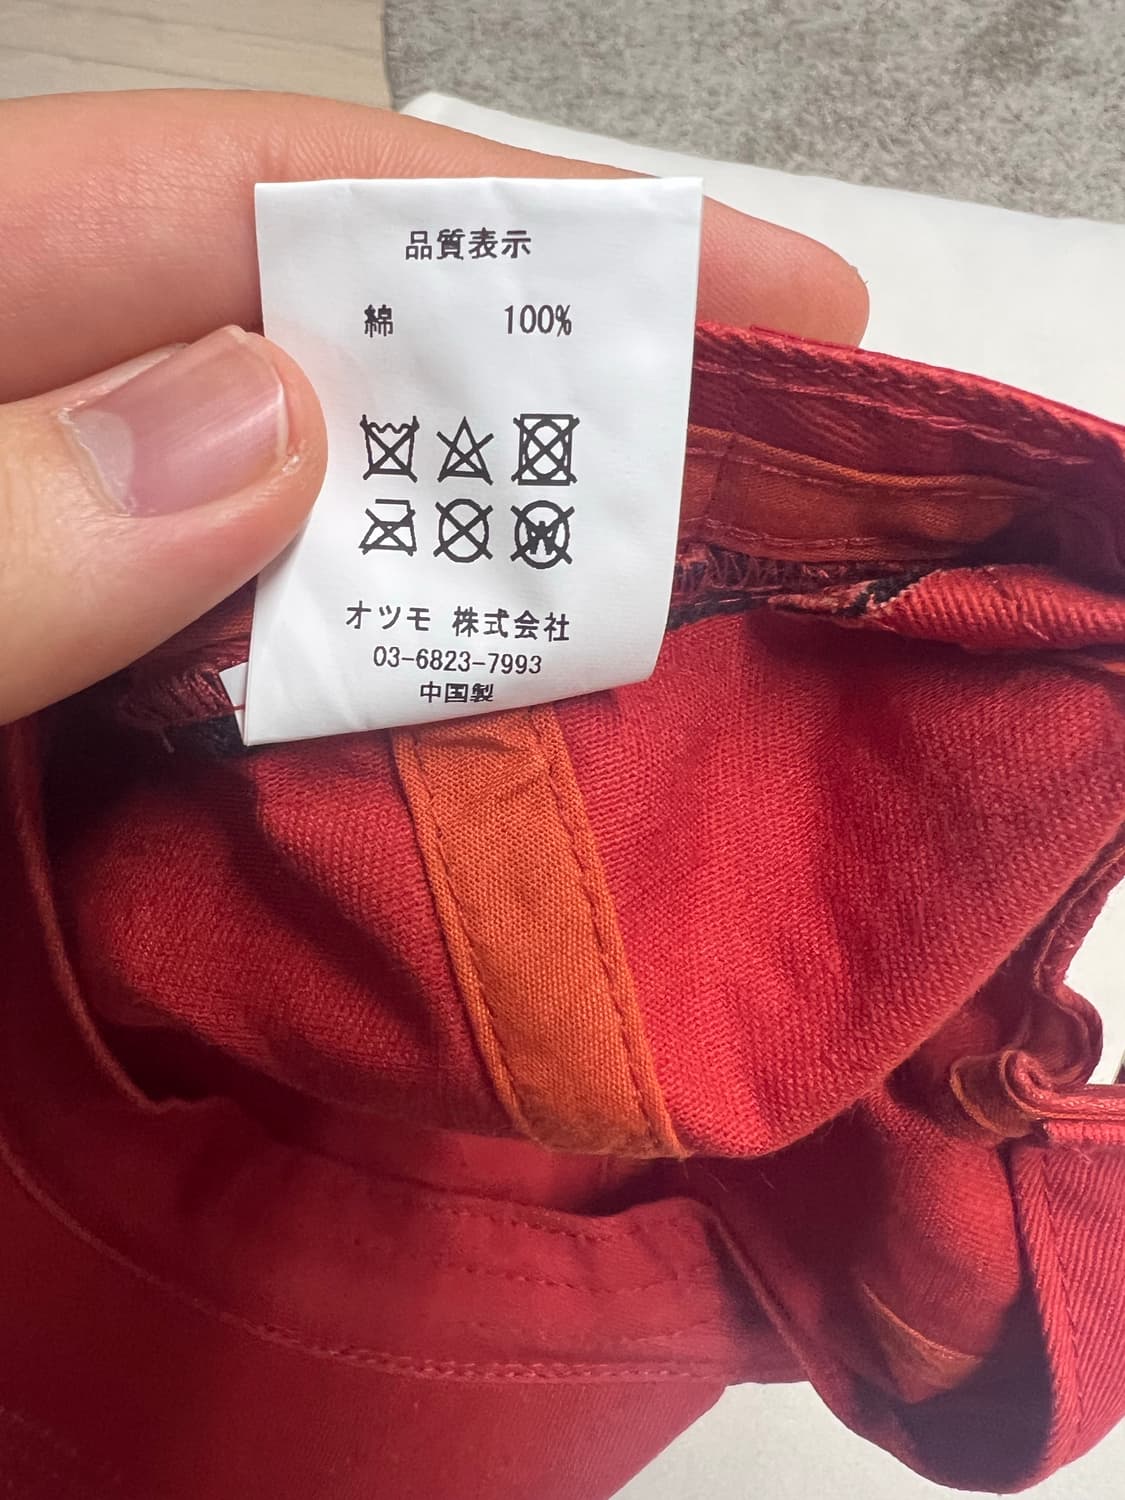 品質表示
綿 100%
オツモ 株式会社
03-6823-7993
中国製